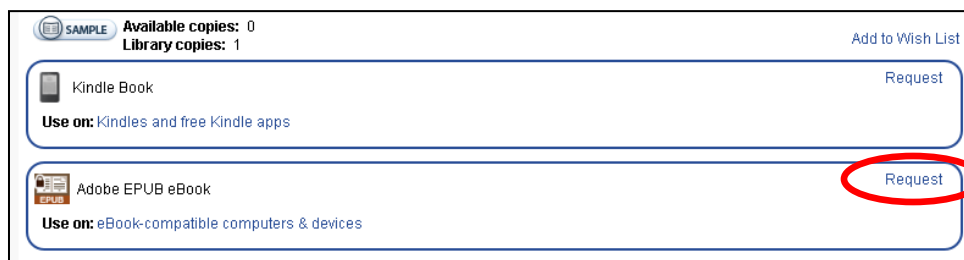 SAMPLE Available copies: 0
Library copies: 1
Add to Wish List
Kindle Book
Request
Use on: Kindles and free Kindle apps
EPUB Adobe EPUB eBook
Request
Use on: eBook-compatible computers & devices